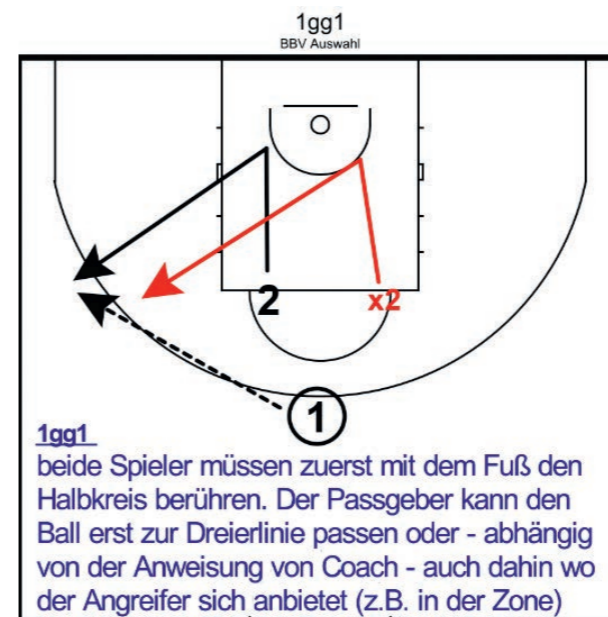 1gg1
BBV Auswahl
2
x2
1
1gg1
beide Spieler müssen zuerst mit dem Fuß den
Halbkreis berühren. Der Passgeber kann den
Ball erst zur Dreierlinie passen oder - abhängig
von der Anweisung von Coach - auch dahin wo
der Angreifer sich anbietet (z.B. in der Zone)